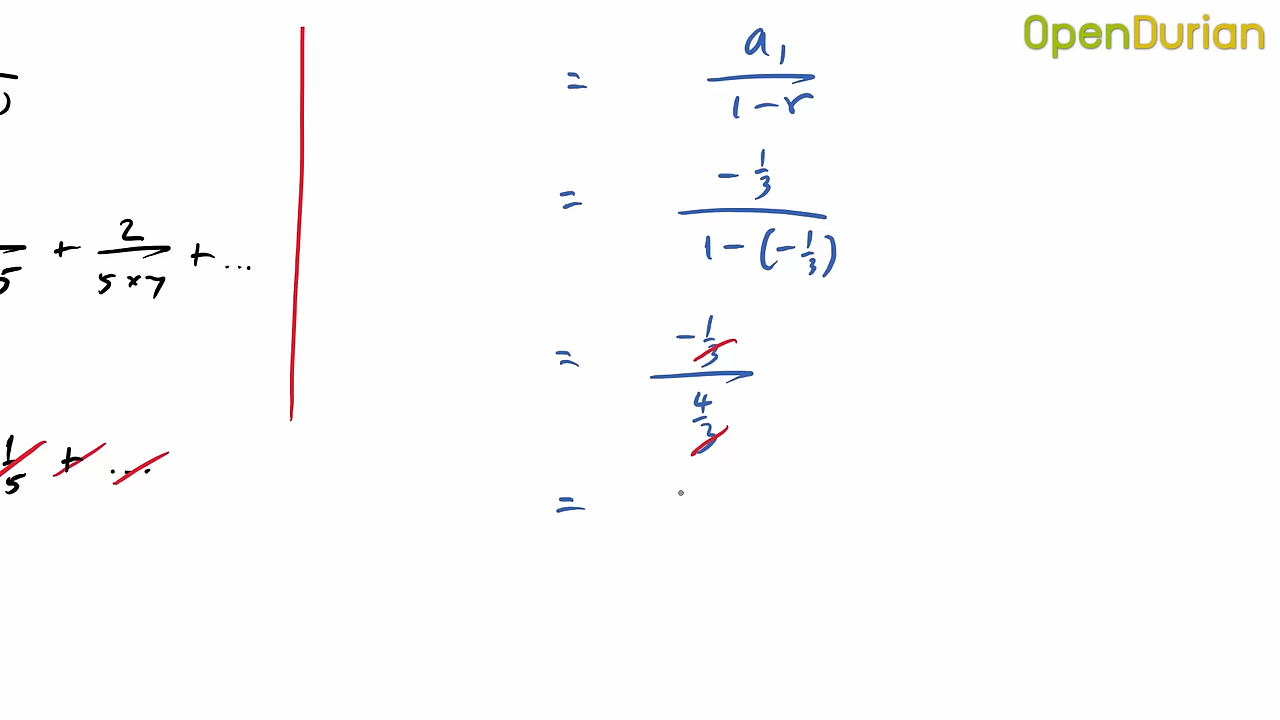 OpenDurian
+ 2/(5×7) + ...
1/5 + ...
= a₁/(1-r)
= (-1/3)/(1-(-1/3))
= (-1/3)/(4/3)
=